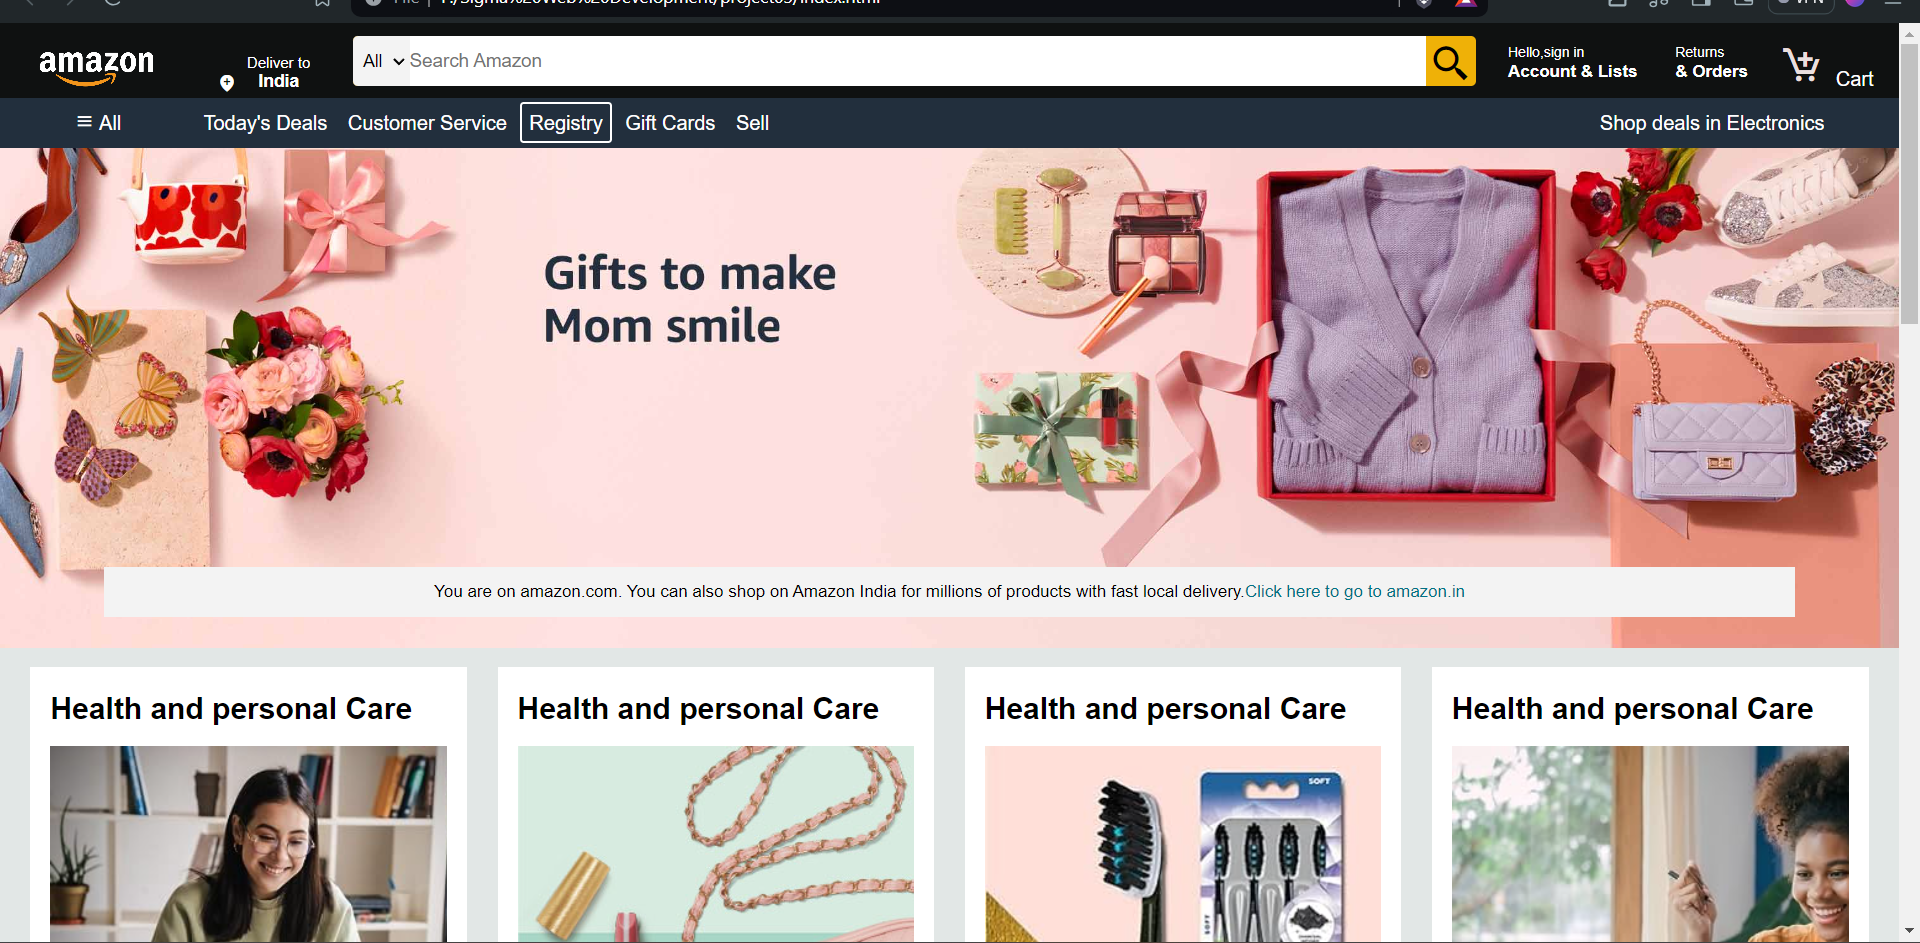 amazon
Deliver to
India
All
Search Amazon
Hello,sign in
Account & Lists
Returns
& Orders
Cart
All
Today's Deals
Customer Service
Registry
Gift Cards
Sell
Shop deals in Electronics
Gifts to make
Mom smile
You are on amazon.com. You can also shop on Amazon India for millions of products with fast local delivery.Click here to go to amazon.in
Health and personal Care
Health and personal Care
Health and personal Care
Health and personal Care
SOFT
SOFT